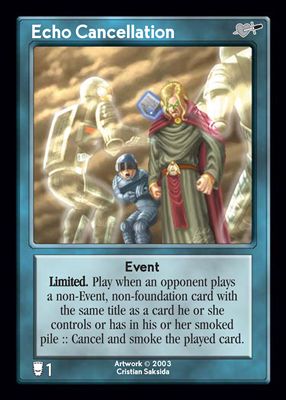 Echo Cancellation
Event
Limited. Play when an opponent plays
a non-Event, non-foundation card with
the same title as a card he or she
controls or has in his or her smoked
pile :: Cancel and smoke the played card.
1
Artwork © 2003
Cristian Saksida